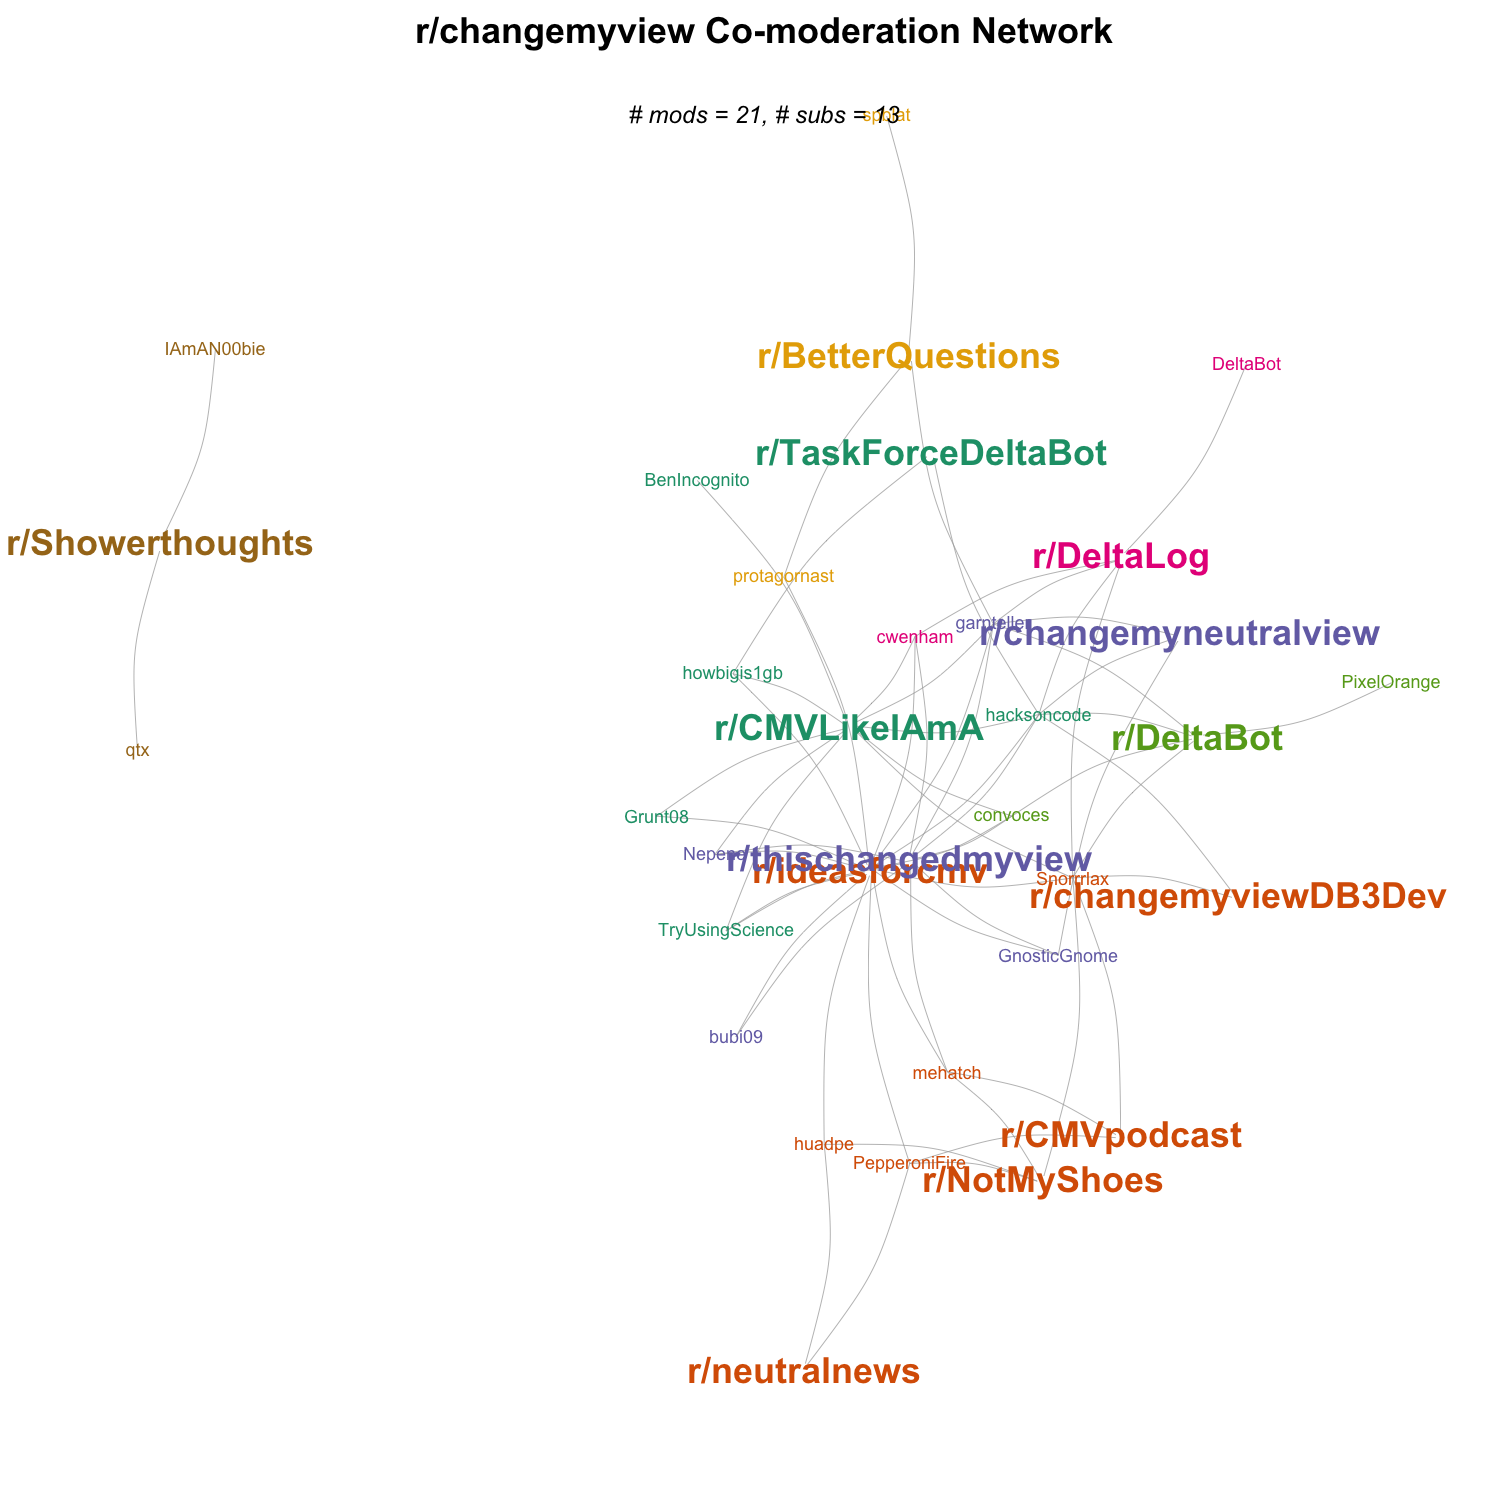 r/changemyview Co-moderation Network
# mods = 21, # subs = 13
spblat
IAmAN00bie
r/BetterQuestions
DeltaBot
r/TaskForceDeltaBot
BenIncognito
r/Showerthoughts
r/DeltaLog
protagornast
garnteller
r/changemyneutralview
cwenham
howbigis1gb
PixelOrange
hacksoncode
r/CMVLikeIAmA
r/DeltaBot
qtx
convoces
Grunt08
r/thischangedmyview
r/ideasforcmv
Snorrrlax
r/changemyviewDB3Dev
TryUsingScience
GnosticGnome
bubi09
mehatch
r/CMVpodcast
huadpe
PepperoniFire
r/NotMyShoes
r/neutralnews